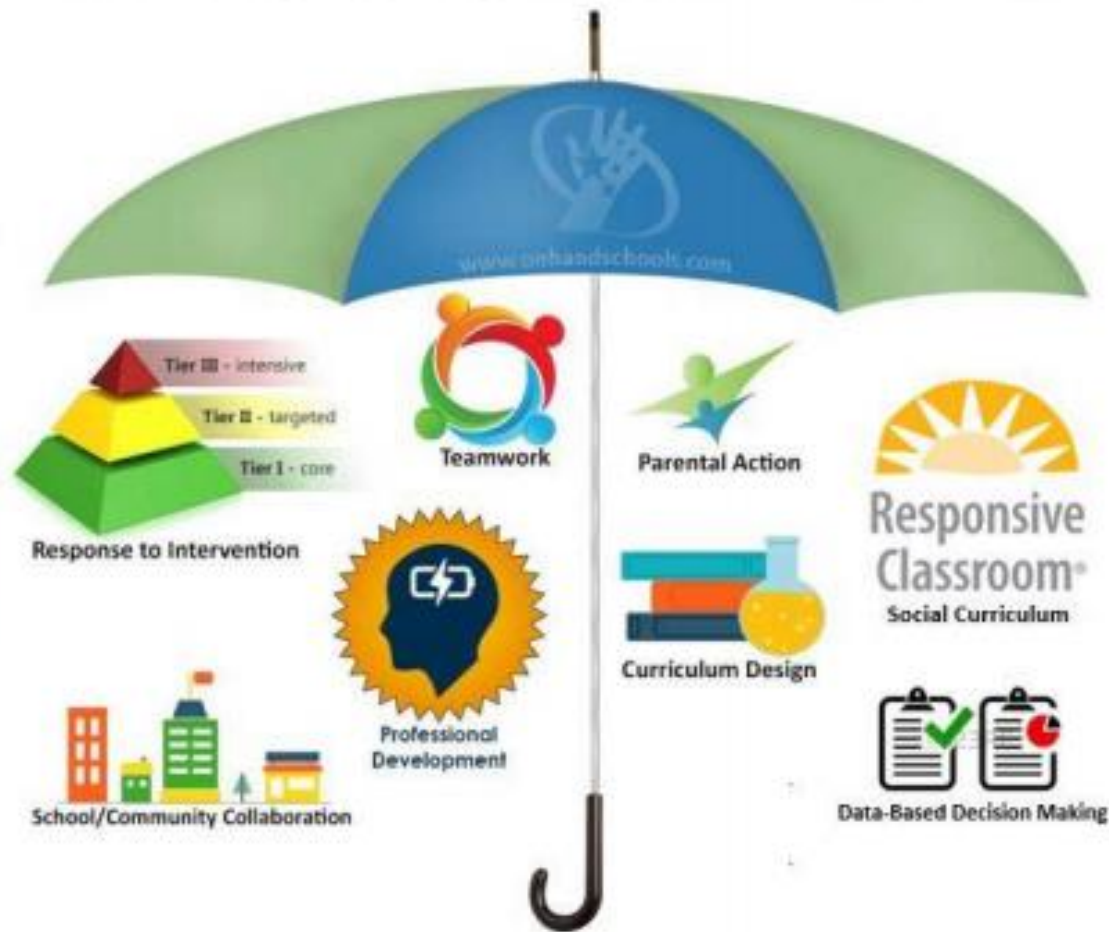 www.onhandschools.com
Tier III - intensive
Tier II - targeted
Tier I - core
Response to Intervention
Teamwork
Parental Action
Responsive
Classroom®
Social Curriculum
Professional
Development
Curriculum Design
School/Community Collaboration
Data-Based Decision Making